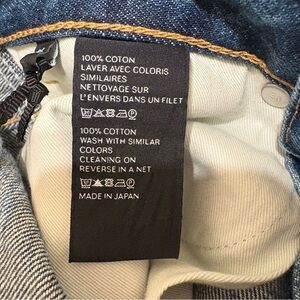 100% COTTON
LAVER AVEC COLORIS
SIMILAIRES
NETTOYAGE SUR
L'ENVERS DANS UN FILET
100% COTTON
WASH WITH SIMILAR
COLORS
CLEANING ON
REVERSE IN A NET
MADE IN JAPAN